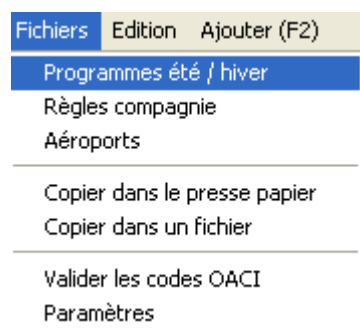 Fichiers Edition Ajouter (F2)
Programmes été / hiver
Règles compagnie
Aéroports
Copier dans le presse papier
Copier dans un fichier
Valider les codes OACI
Paramètres